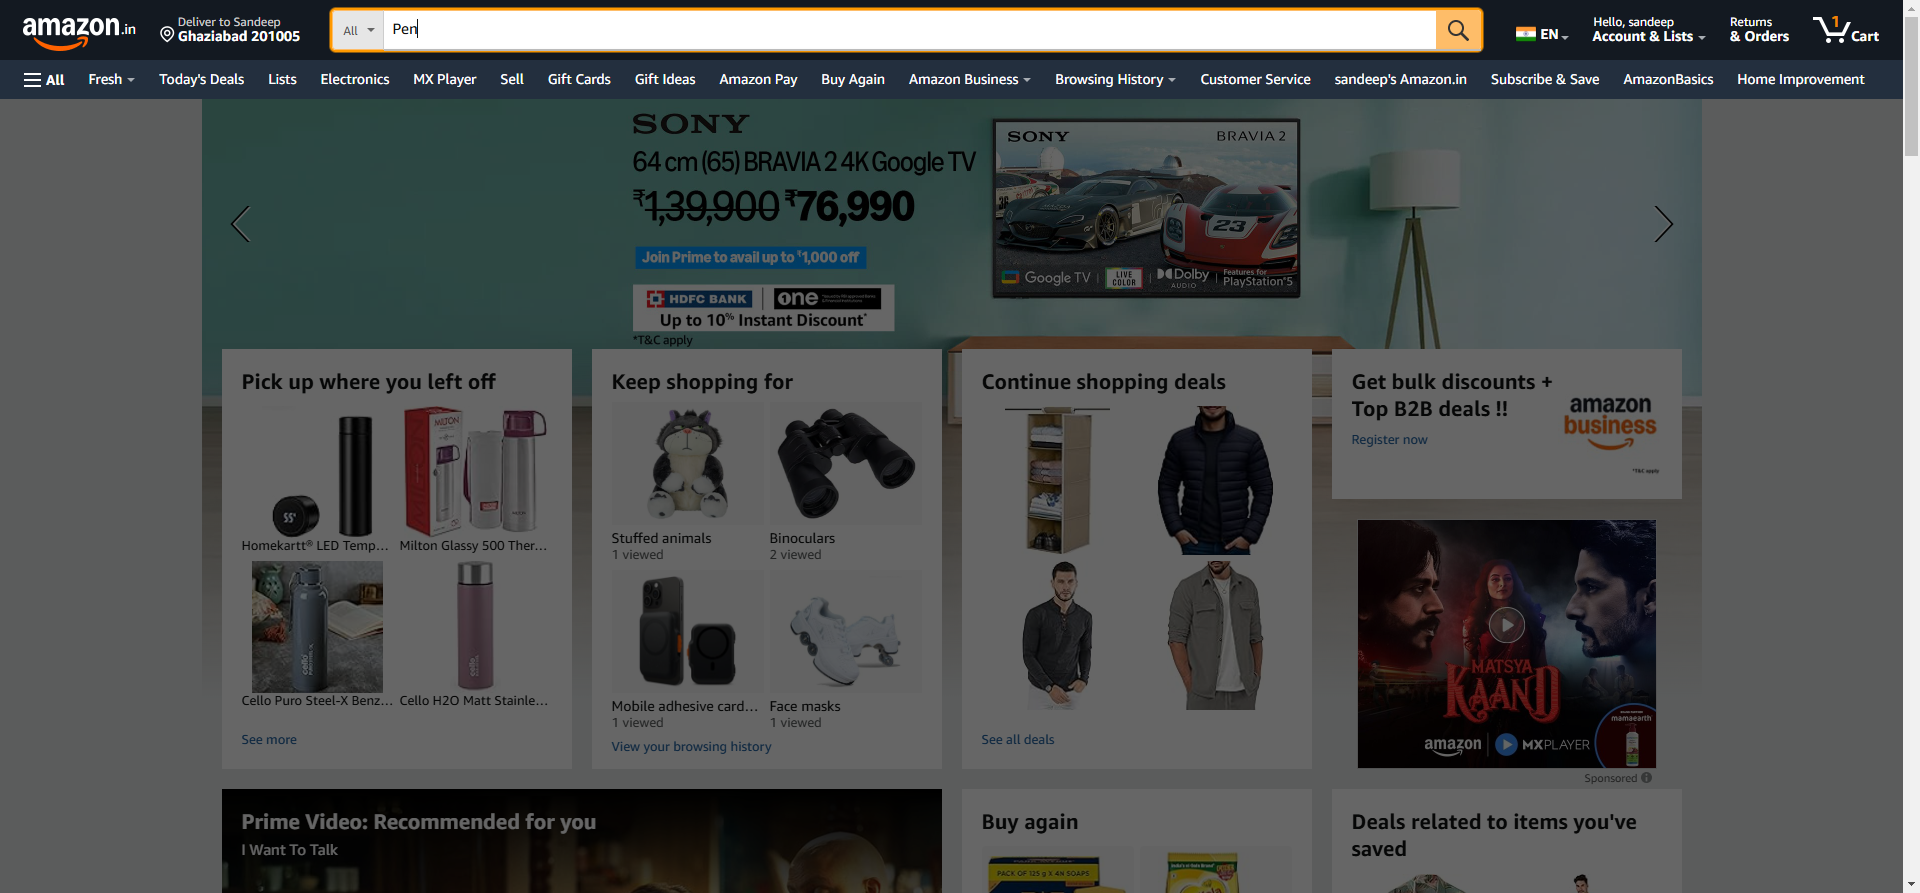 amazon.in
Deliver to Sandeep
Ghaziabad 201005
All
Pen
EN
Hello, sandeep
Account & Lists
Returns
& Orders
1
Cart
All
Fresh
Today's Deals
Lists
Electronics
MX Player
Sell
Gift Cards
Gift Ideas
Amazon Pay
Buy Again
Amazon Business
Browsing History
Customer Service
sandeep's Amazon.in
Subscribe & Save
AmazonBasics
Home Improvement
SONY
64 cm (65) BRAVIA 2 4K Google TV
₹1,39,900 ₹76,990
Join Prime to avail up to ₹1,000 off
HDFC BANK
one
Up to 10% Instant Discount*
*T&C apply
SONY
BRAVIA 2
23
Google TV
LIVE COLOR
Dolby AUDIO
Features for
PlayStation®5
Pick up where you left off
MILTON
Homekartt® LED Temp...
Milton Glassy 500 Ther...
cello
Cello Puro Steel-X Benz...
Cello H2O Matt Stainle...
See more
Keep shopping for
Stuffed animals
1 viewed
Binoculars
2 viewed
Mobile adhesive card...
1 viewed
Face masks
1 viewed
View your browsing history
Continue shopping deals
See all deals
Get bulk discounts +
Top B2B deals !!
Register now
amazon
business
*T&C apply
MATSYA
KAAND
mamaearth
amazon
MXPLAYER
Sponsored
Prime Video: Recommended for you
I Want To Talk
Buy again
PACK OF 125 g X 4N SOAPS
Deals related to items you've
saved